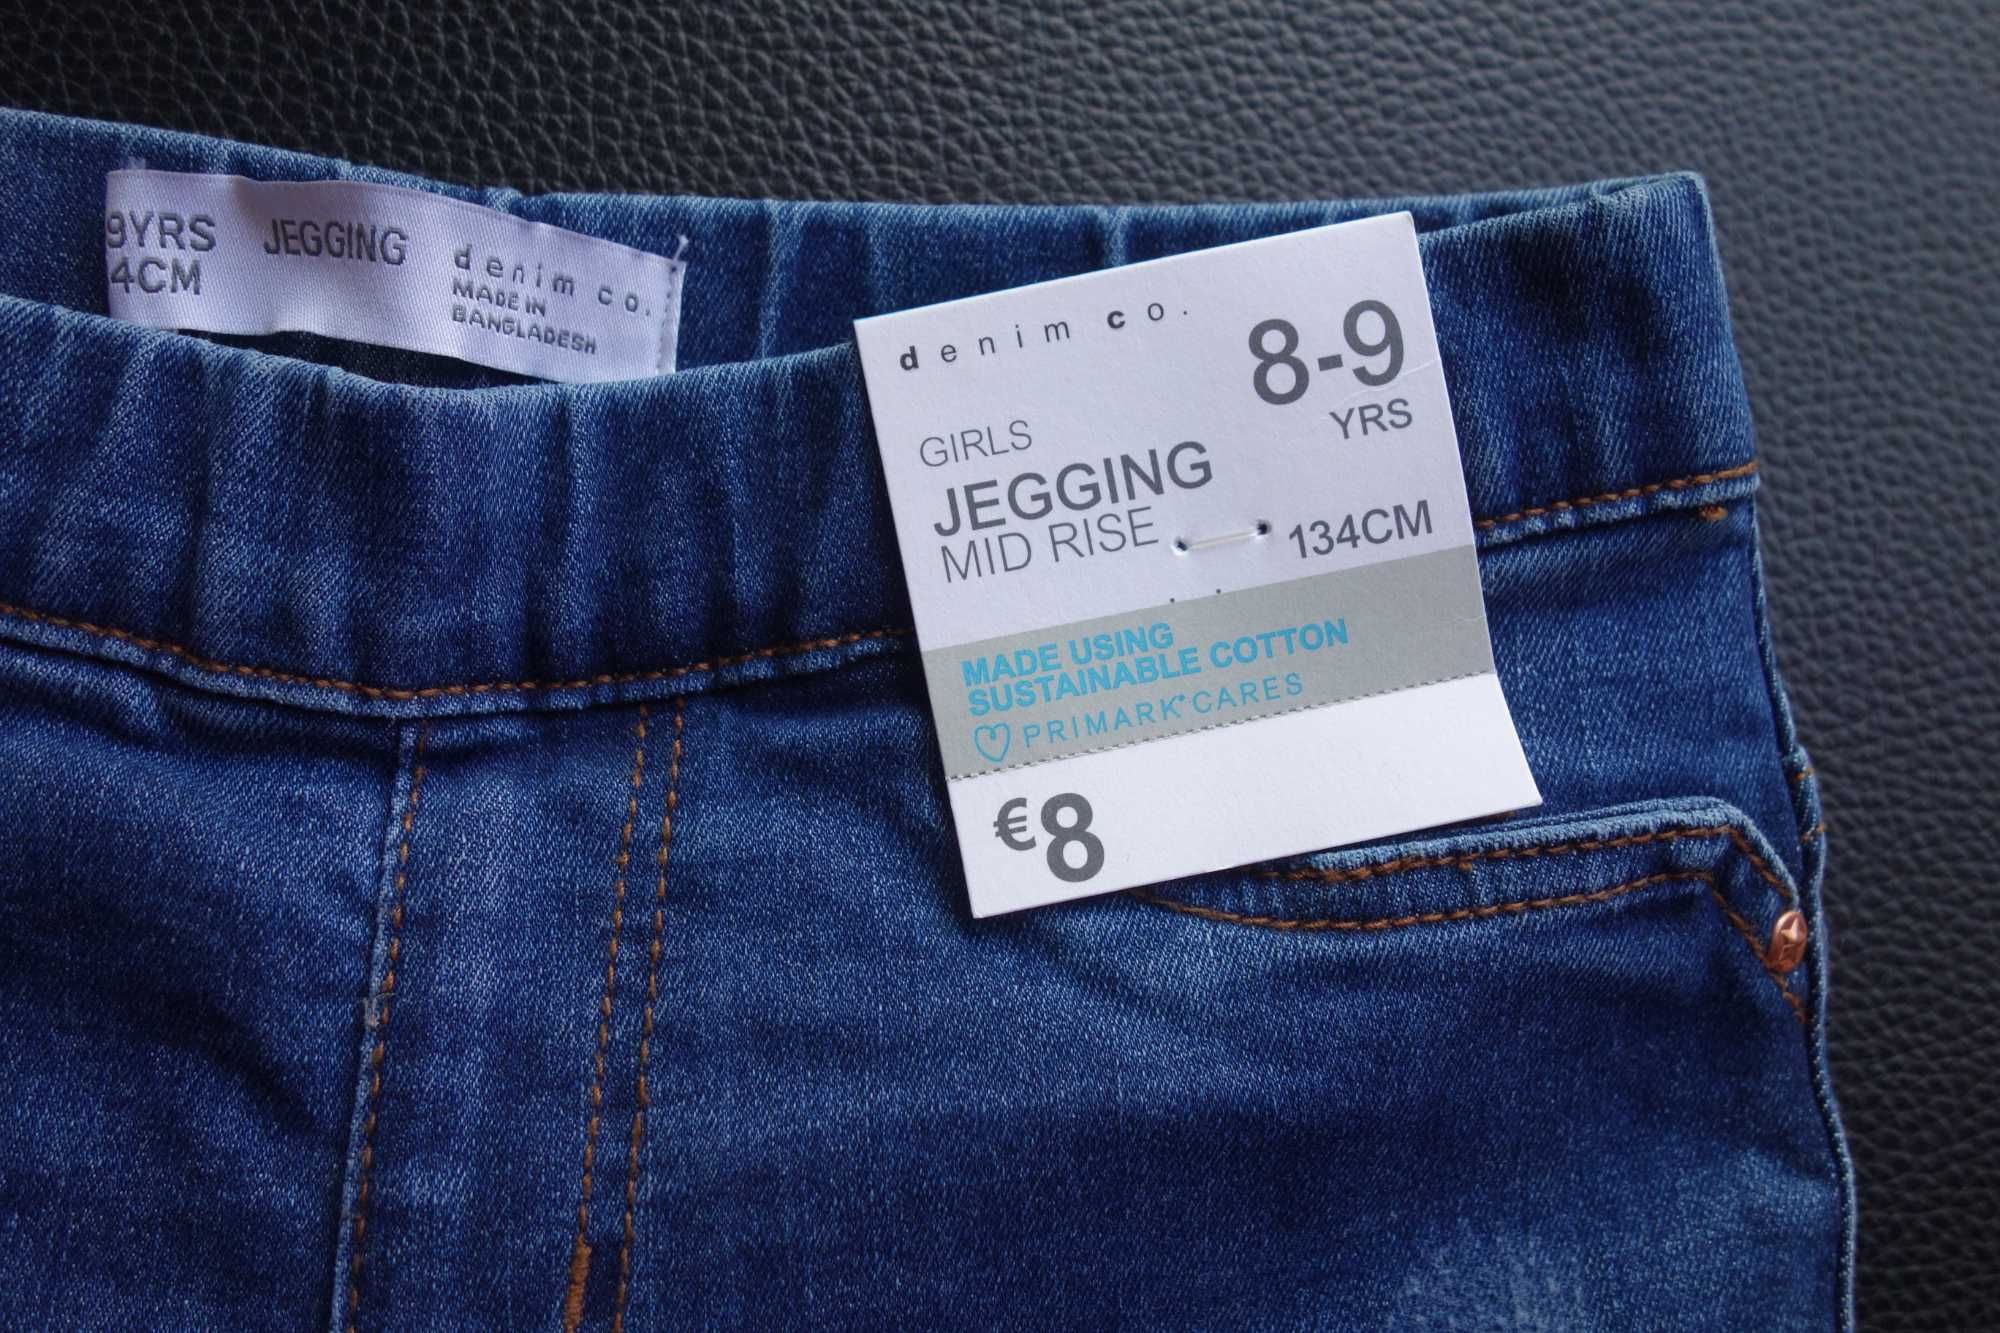 9YRS
4CM
JEGGING
denim co.
MADE IN
BANGLADESH
denim co.
8-9
YRS
GIRLS
JEGGING
MID RISE
134CM
MADE USING
SUSTAINABLE COTTON
PRIMARK CARES
€8